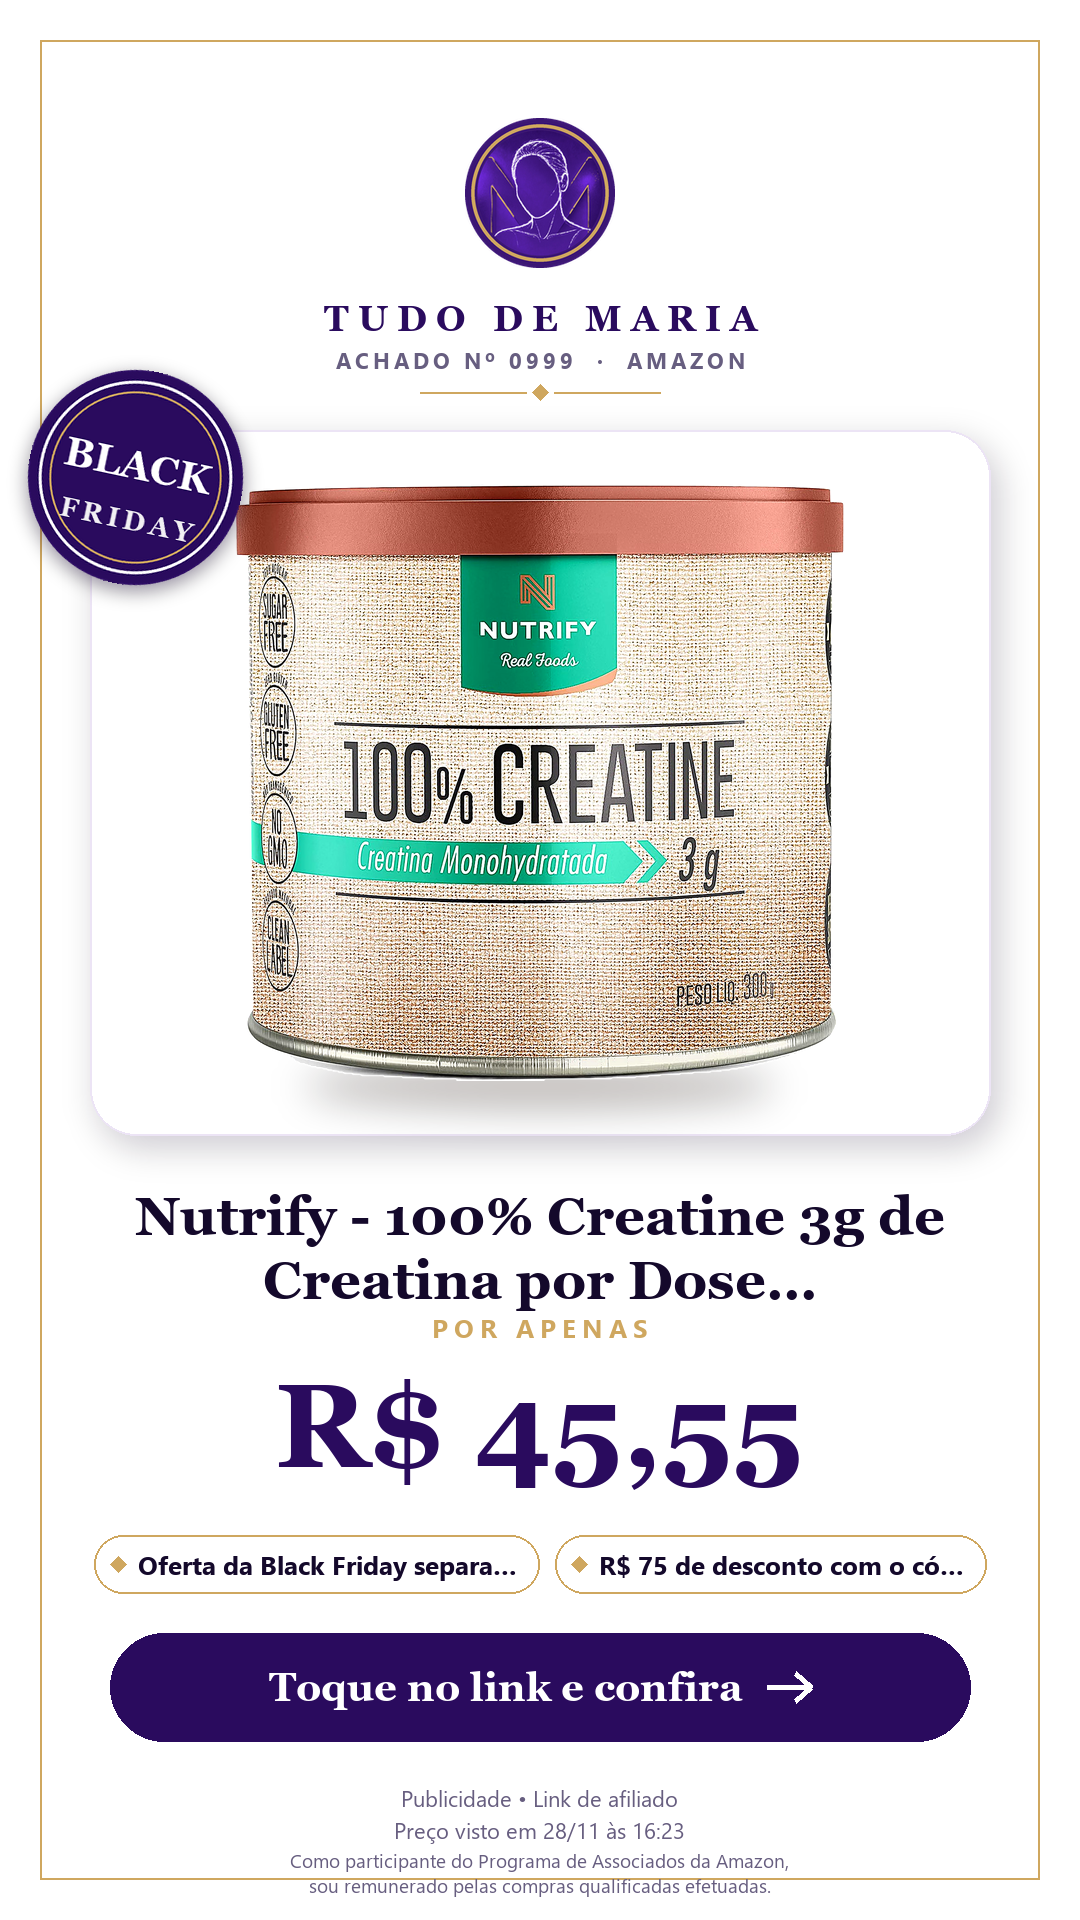 TUDO DE MARIA
ACHADO Nº 0999 · AMAZON
BLACK
FRIDAY
SUGAR
FREE
GLUTEN
FREE
NO
GMO
CLEAN
LABEL
N
NUTRIFY
Real Foods
100% CREATINE
Creatina Monohydratada
3 g
PESO LIQ. 300g
Nutrify - 100% Creatine 3g de
Creatina por Dose...
POR APENAS
R$ 45,55
Oferta da Black Friday separa...
R$ 75 de desconto com o có...
Toque no link e confira →
Publicidade • Link de afiliado
Preço visto em 28/11 às 16:23
Como participante do Programa de Associados da Amazon,
sou remunerado pelas compras qualificadas efetuadas.